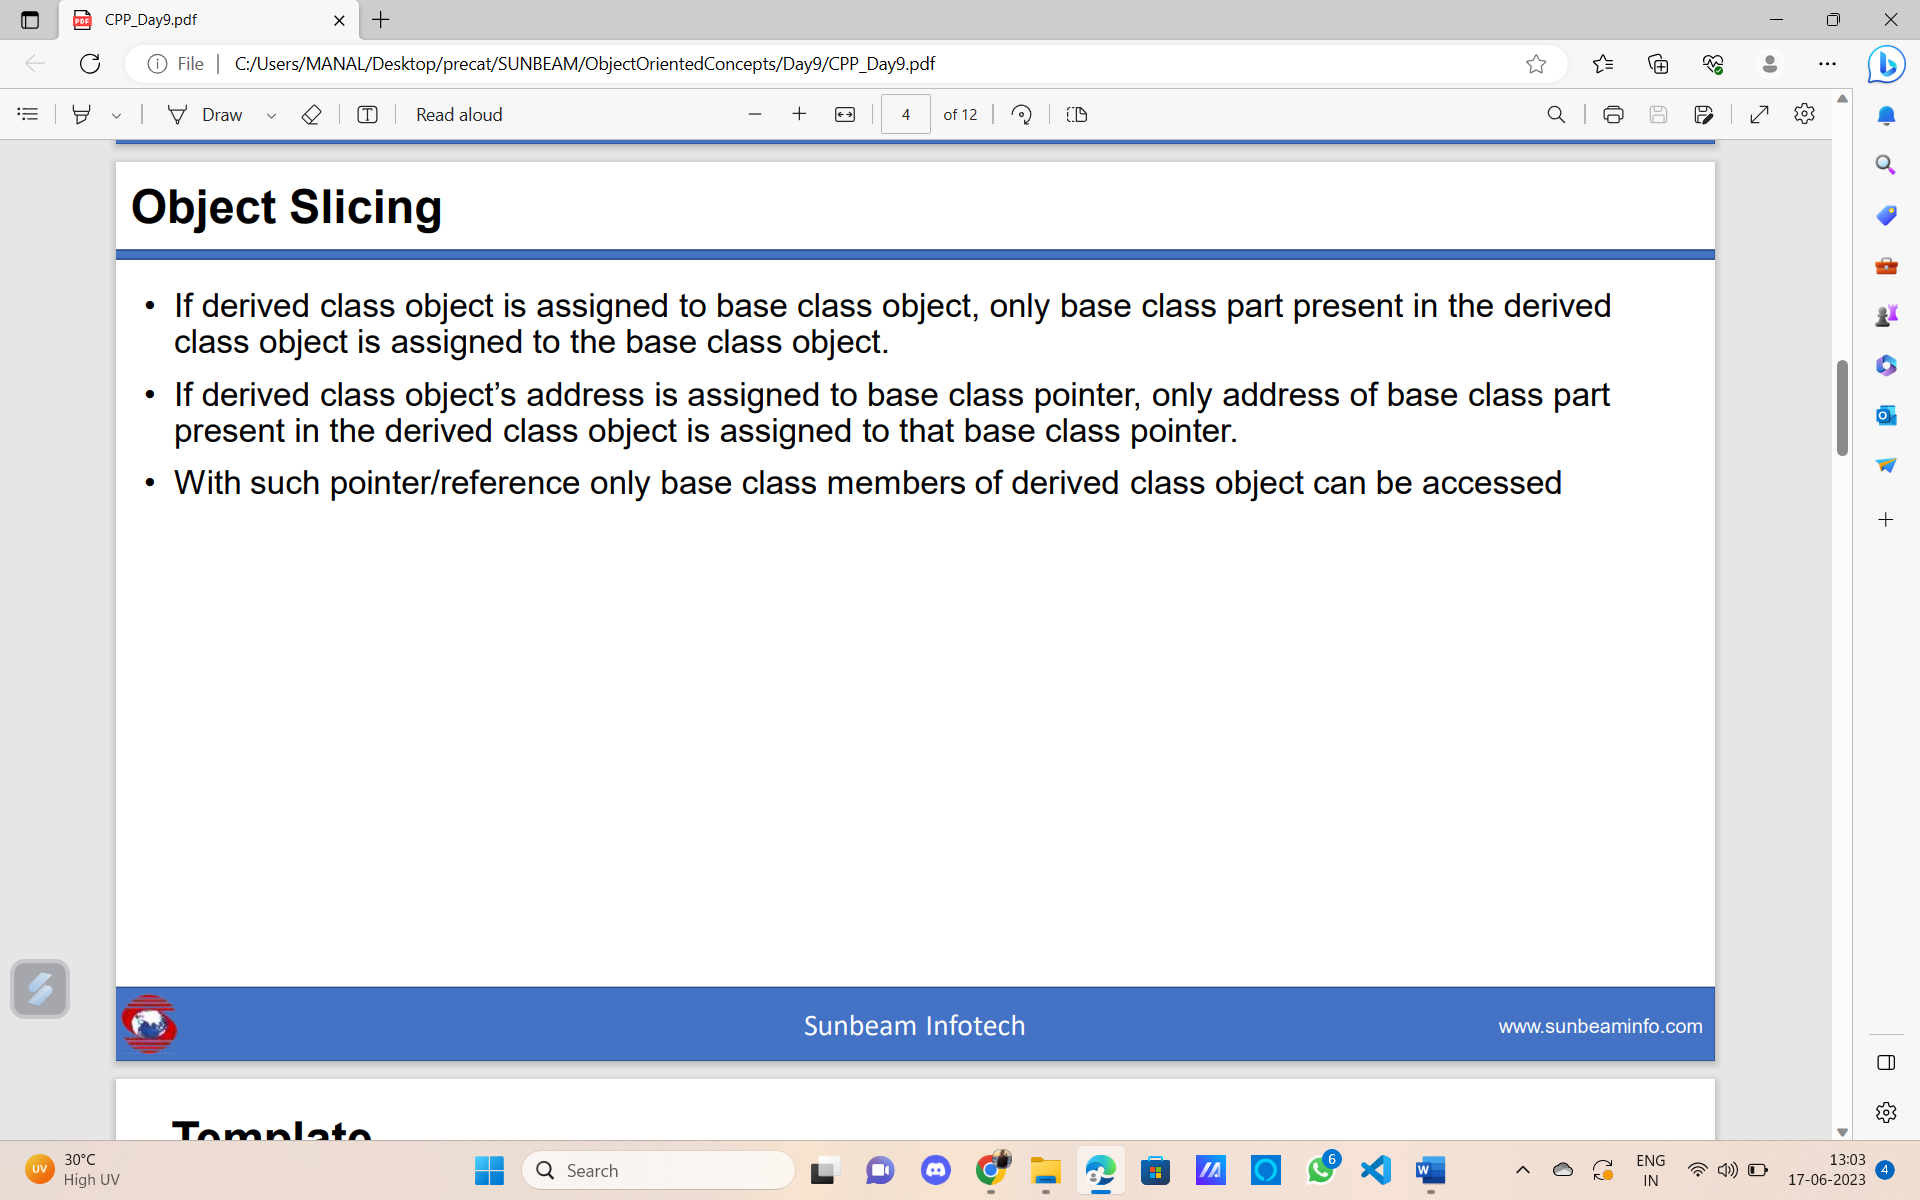 CPP_Day9.pdf
File
C:/Users/MANAL/Desktop/precat/SUNBEAM/ObjectOrientedConcepts/Day9/CPP_Day9.pdf
Draw
Read aloud
4
of 12
Object Slicing
• If derived class object is assigned to base class object, only base class part present in the derived
class object is assigned to the base class object.
• If derived class object’s address is assigned to base class pointer, only address of base class part
present in the derived class object is assigned to that base class pointer.
• With such pointer/reference only base class members of derived class object can be accessed
Sunbeam Infotech
www.sunbeaminfo.com
Template
UV
30°C
High UV
Search
6
ENG
IN
13:03
17-06-2023
4